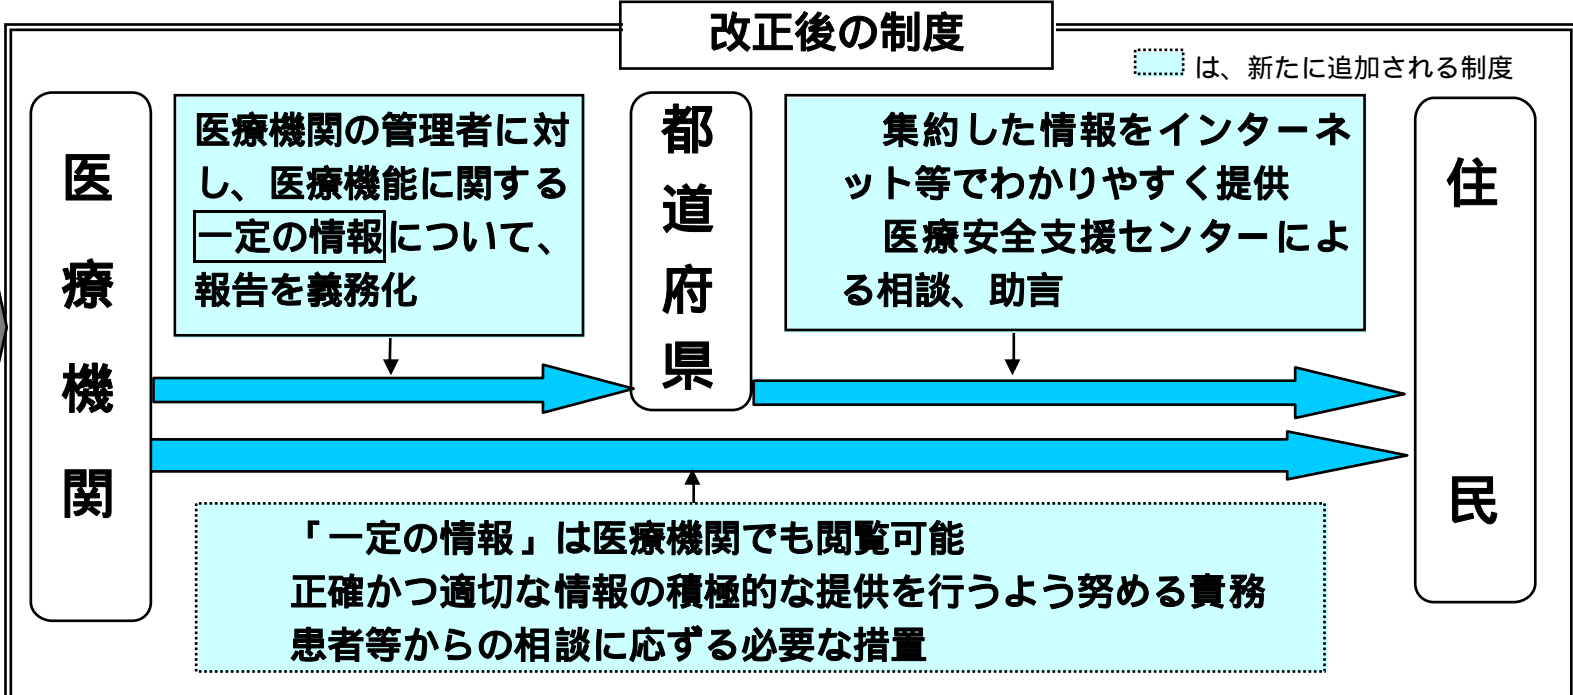 改正後の制度
は、新たに追加される制度
医療機関
医療機関の管理者に対
し、医療機能に関する
一定の情報について、
報告を義務化
都道府県
集約した情報をインターネ
ット等でわかりやすく提供
医療安全支援センターによ
る相談、助言
住民
「一定の情報」は医療機関でも閲覧可能
正確かつ適切な情報の積極的な提供を行うよう努める責務
患者等からの相談に応ずる必要な措置